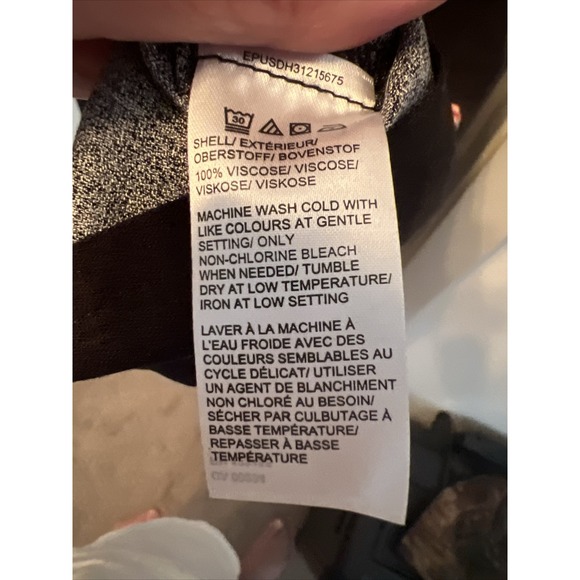 EPUSDH31215675
30
SHELL/ EXTÉRIEUR/
OBERSTOFF/ BOVENSTOF
100% VISCOSE/ VISCOSE/
VISKOSE/ VISKOSE
MACHINE WASH COLD WITH
LIKE COLOURS AT GENTLE
SETTING/ ONLY
NON-CHLORINE BLEACH
WHEN NEEDED/ TUMBLE
DRY AT LOW TEMPERATURE/
IRON AT LOW SETTING
LAVER À LA MACHINE À
L'EAU FROIDE AVEC DES
COULEURS SEMBLABLES AU
CYCLE DÉLICAT/ UTILISER
UN AGENT DE BLANCHIMENT
NON CHLORÉ AU BESOIN/
SÉCHER PAR CULBUTAGE À
BASSE TEMPÉRATURE/
REPASSER À BASSE
TEMPÉRATURE